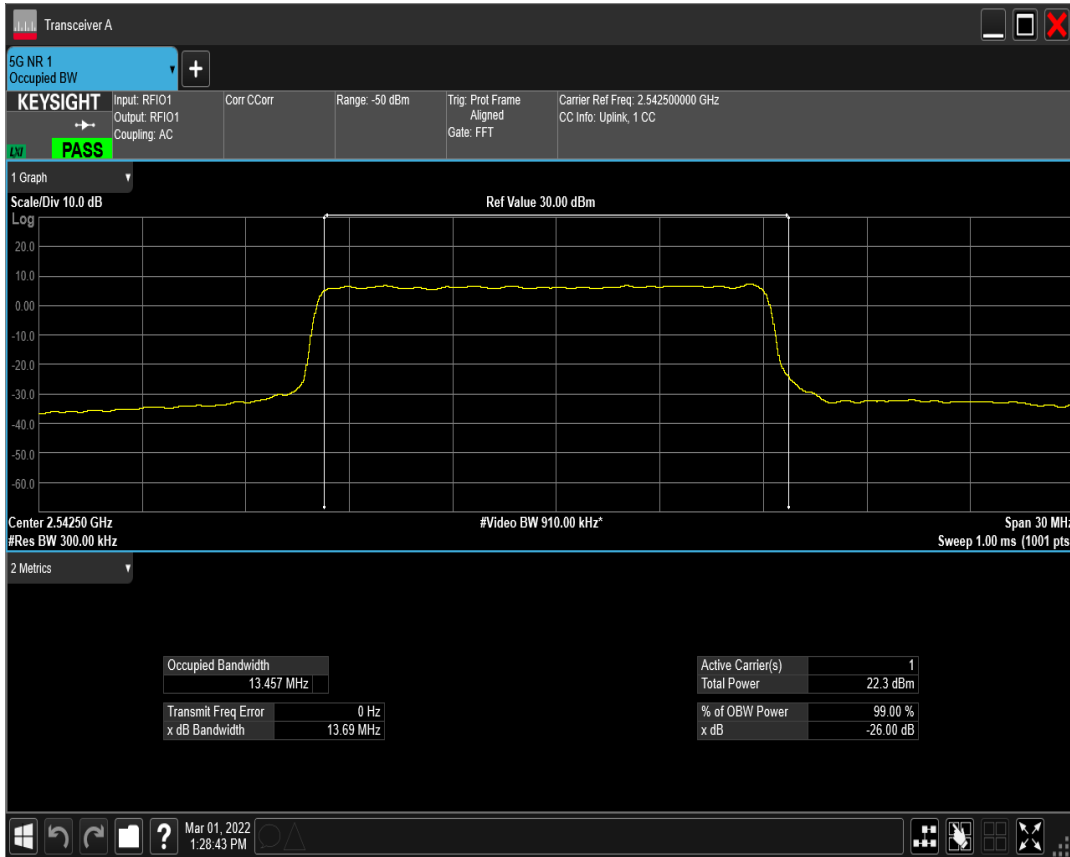 Transceiver A
5G NR 1
Occupied BW
+
KEYSIGHT
LXI
PASS
Input: RFIO1
Output: RFIO1
Coupling: AC
Corr CCorr
Range: -50 dBm
Trig: Prot Frame
Aligned
Gate: FFT
Carrier Ref Freq: 2.542500000 GHz
CC Info: Uplink, 1 CC
1 Graph
Scale/Div 10.0 dB
Ref Value 30.00 dBm
Log
20.0
10.0
0.00
-10.0
-20.0
-30.0
-40.0
-50.0
-60.0
Center 2.54250 GHz
#Video BW 910.00 kHz*
Span 30 MHz
#Res BW 300.00 kHz
Sweep 1.00 ms (1001 pts
2 Metrics
Occupied Bandwidth
13.457 MHz
Transmit Freq Error 0 Hz
x dB Bandwidth 13.69 MHz
Active Carrier(s) 1
Total Power 22.3 dBm
% of OBW Power 99.00 %
x dB -26.00 dB
?
Mar 01, 2022
1:28:43 PM